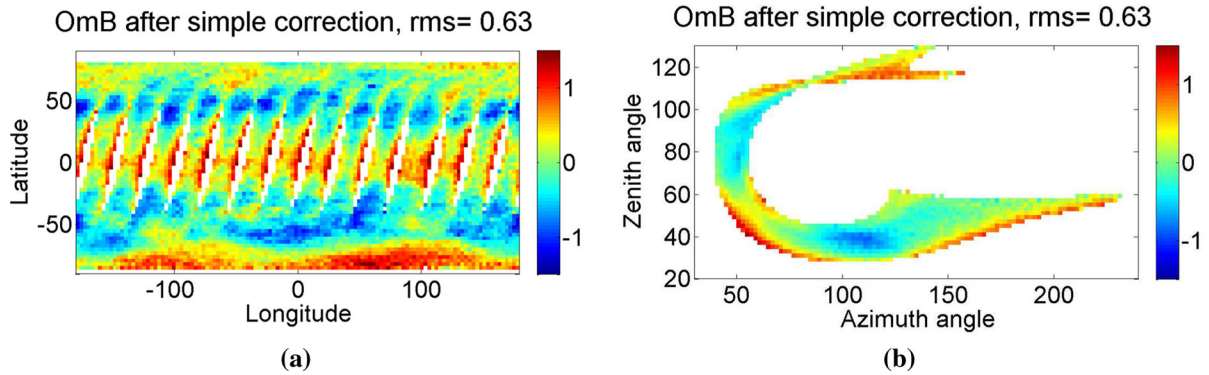 OmB after simple correction, rms= 0.63
Latitude
50
0
-50
-100
0
100
Longitude
1
0
-1
(a)
OmB after simple correction, rms= 0.63
Zenith angle
120
100
80
60
40
20
50
100
150
200
Azimuth angle
1
0
-1
(b)